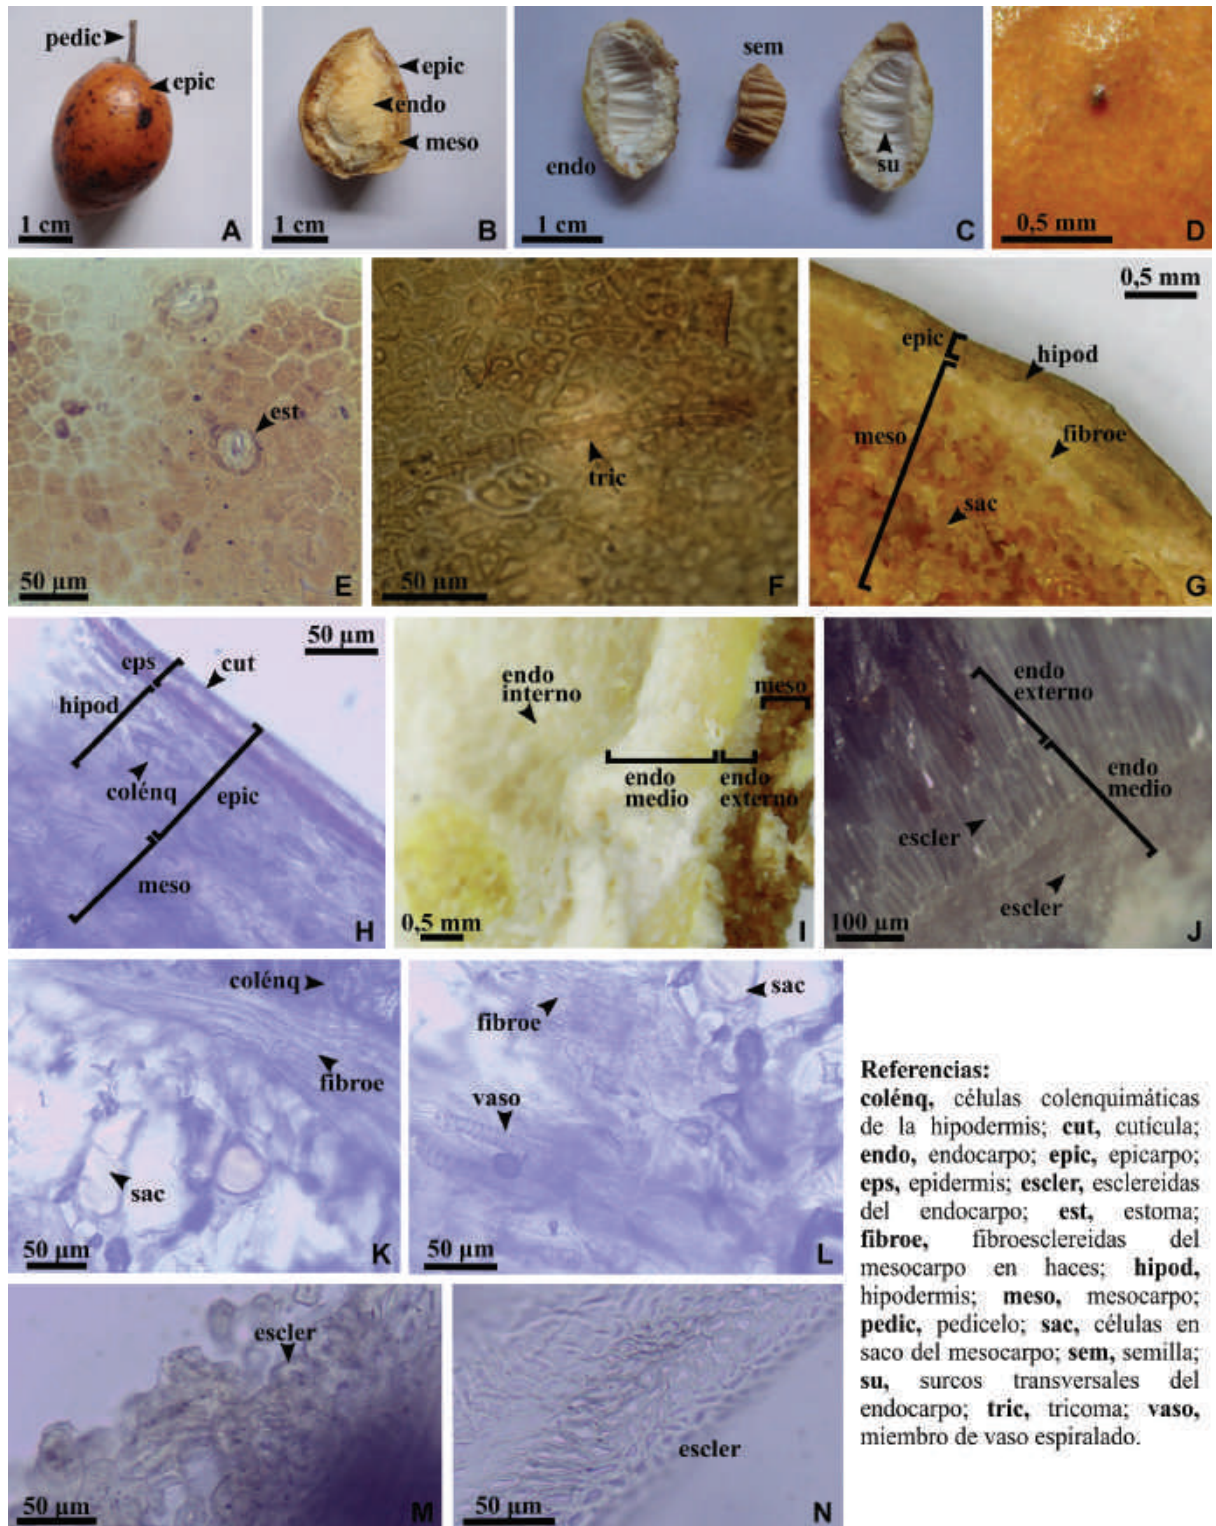 pedic
epic
1 cm
A
epic
endo
meso
1 cm
B
sem
endo
su
1 cm
C
0,5 mm
D
est
50 µm
E
tric
50 µm
F
0,5 mm
epic
hipod
meso
fibroe
sac
G
50 µm
eps
cut
hipod
colénq
epic
meso
H
endo
interno
meso
endo
medio
endo
externo
0,5 mm
I
endo
externo
endo
medio
escler
escler
100 µm
J
colénq
fibroe
sac
50 µm
K
sac
fibroe
vaso
50 µm
L
escler
50 µm
M
escler
50 µm
N
Referencias:
colénq, células colenquimáticas
de la hipodermis; cut, cutícula;
endo, endocarpo; epic, epicarpo;
eps, epidermis; escler, esclereidas
del endocarpo; est, estoma;
fibroe, fibroesclereidas del
mesocarpo en haces; hipod,
hipodermis; meso, mesocarpo;
pedic, pedicelo; sac, células en
saco del mesocarpo; sem, semilla;
su, surcos transversales del
endocarpo; tric, tricoma; vaso,
miembro de vaso espiralado.